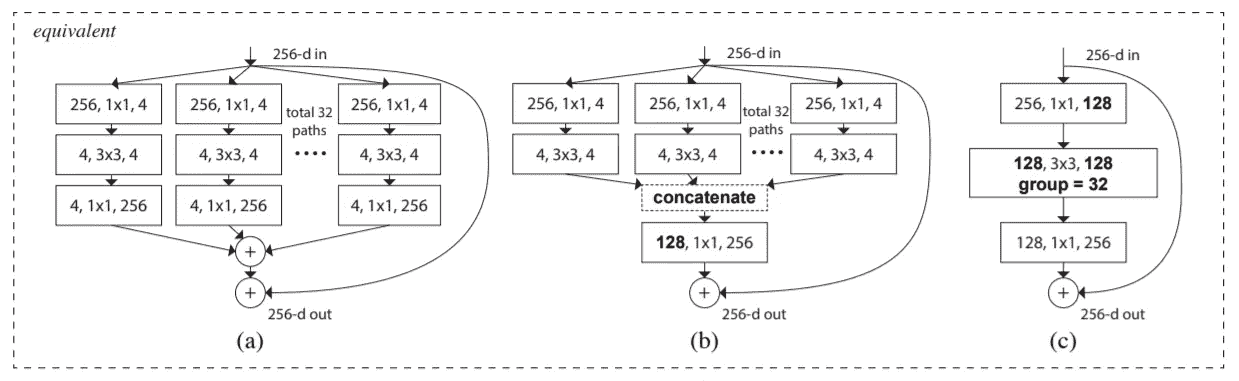 equivalent
256-d in
256, 1x1, 4
256, 1x1, 4
256, 1x1, 4
total 32
paths
4, 3x3, 4
4, 3x3, 4
....
4, 3x3, 4
4, 1x1, 256
4, 1x1, 256
4, 1x1, 256
+
+
256-d out
(a)
256-d in
256, 1x1, 4
256, 1x1, 4
256, 1x1, 4
total 32
paths
4, 3x3, 4
4, 3x3, 4
....
4, 3x3, 4
concatenate
128, 1x1, 256
+
256-d out
(b)
256-d in
256, 1x1, 128
128, 3x3, 128
group = 32
128, 1x1, 256
+
256-d out
(c)